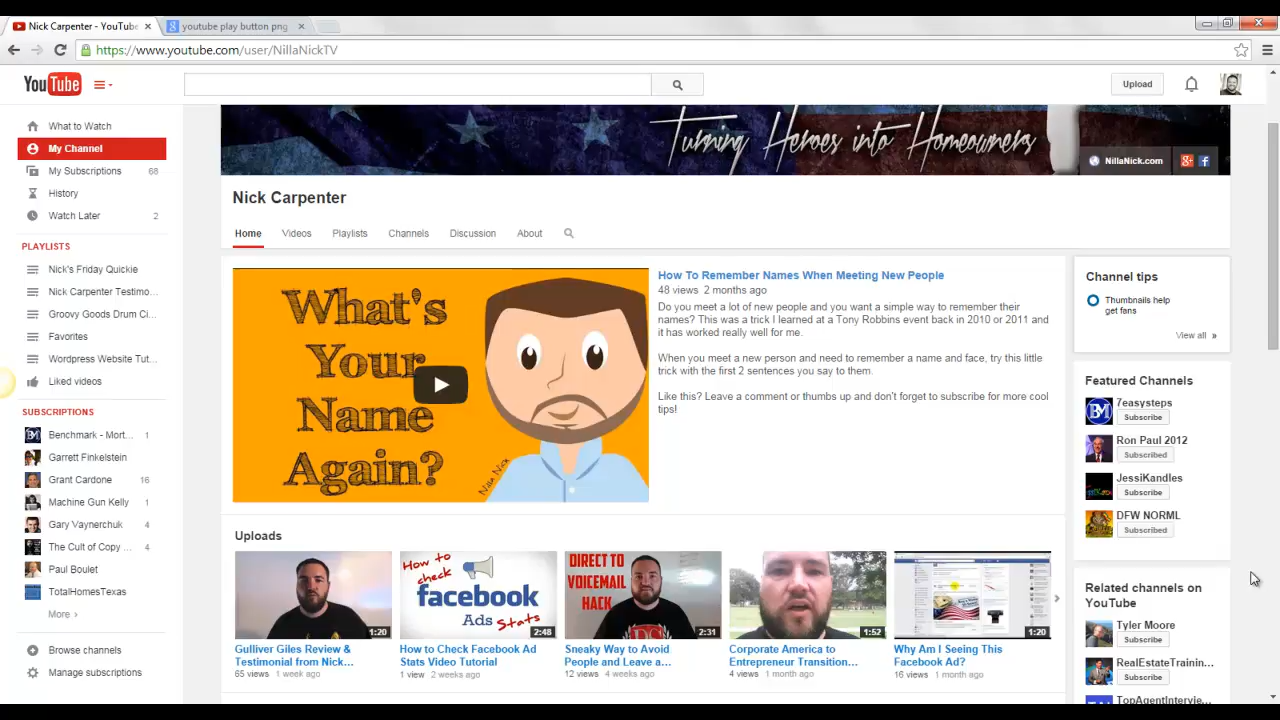 Nick Carpenter - YouTube
youtube play button png
https://www.youtube.com/user/NillaNickTV
YouTube
Upload
What to Watch
My Channel
My Subscriptions 68
History
Watch Later 2
PLAYLISTS
Nick's Friday Quickie
Nick Carpenter Testimo...
Groovy Goods Drum Ci...
Favorites
Wordpress Website Tut...
Liked videos
SUBSCRIPTIONS
Benchmark - Mort... 1
Garrett Finkelstein
Grant Cardone 16
Machine Gun Kelly 1
Gary Vaynerchuk 4
The Cult of Copy ... 4
Paul Boulet
TotalHomesTexas
More ›
Browse channels
Manage subscriptions
Turning Heroes into Homeowners
NillaNick.com
Nick Carpenter
Home Videos Playlists Channels Discussion About
What's
Your
Name
Again?
Nilla Nick
How To Remember Names When Meeting New People
48 views 2 months ago
Do you meet a lot of new people and you want a simple way to remember their
names? This was a trick I learned at a Tony Robbins event back in 2010 or 2011 and
it has worked really well for me.
When you meet a new person and need to remember a name and face, try this little
trick with the first 2 sentences you say to them.
Like this? Leave a comment or thumbs up and don't forget to subscribe for more cool
tips!
Uploads
1:20
Gulliver Giles Review &
Testimonial from Nick...
65 views 1 week ago
How to
check
facebook
Ads Stats
2:48
How to Check Facebook Ad
Stats Video Tutorial
1 view 2 weeks ago
DIRECT TO
VOICEMAIL
HACK
2:31
Sneaky Way to Avoid
People and Leave a...
12 views 4 weeks ago
1:52
Corporate America to
Entrepreneur Transition...
4 views 1 month ago
1:20
Why Am I Seeing This
Facebook Ad?
16 views 1 month ago
Channel tips
Thumbnails help
get fans
View all »
Featured Channels
7easysteps
Subscribe
Ron Paul 2012
Subscribed
JessiKandles
Subscribe
DFW NORML
Subscribed
Related channels on
YouTube
Tyler Moore
Subscribe
RealEstateTrainin...
Subscribe
TopAgentIntervie...